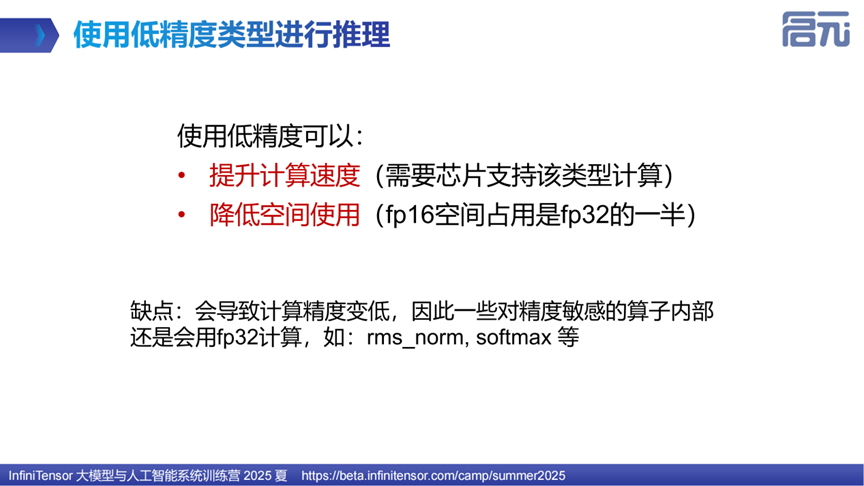 使用低精度类型进行推理
启元
使用低精度可以：
• 提升计算速度（需要芯片支持该类型计算）
• 降低空间使用（fp16空间占用是fp32的一半）
缺点：会导致计算精度变低，因此一些对精度敏感的算子内部
还是会用fp32计算，如：rms_norm, softmax 等
InfiniTensor 大模型与人工智能系统训练营 2025 夏 https://beta.infinitensor.com/camp/summer2025